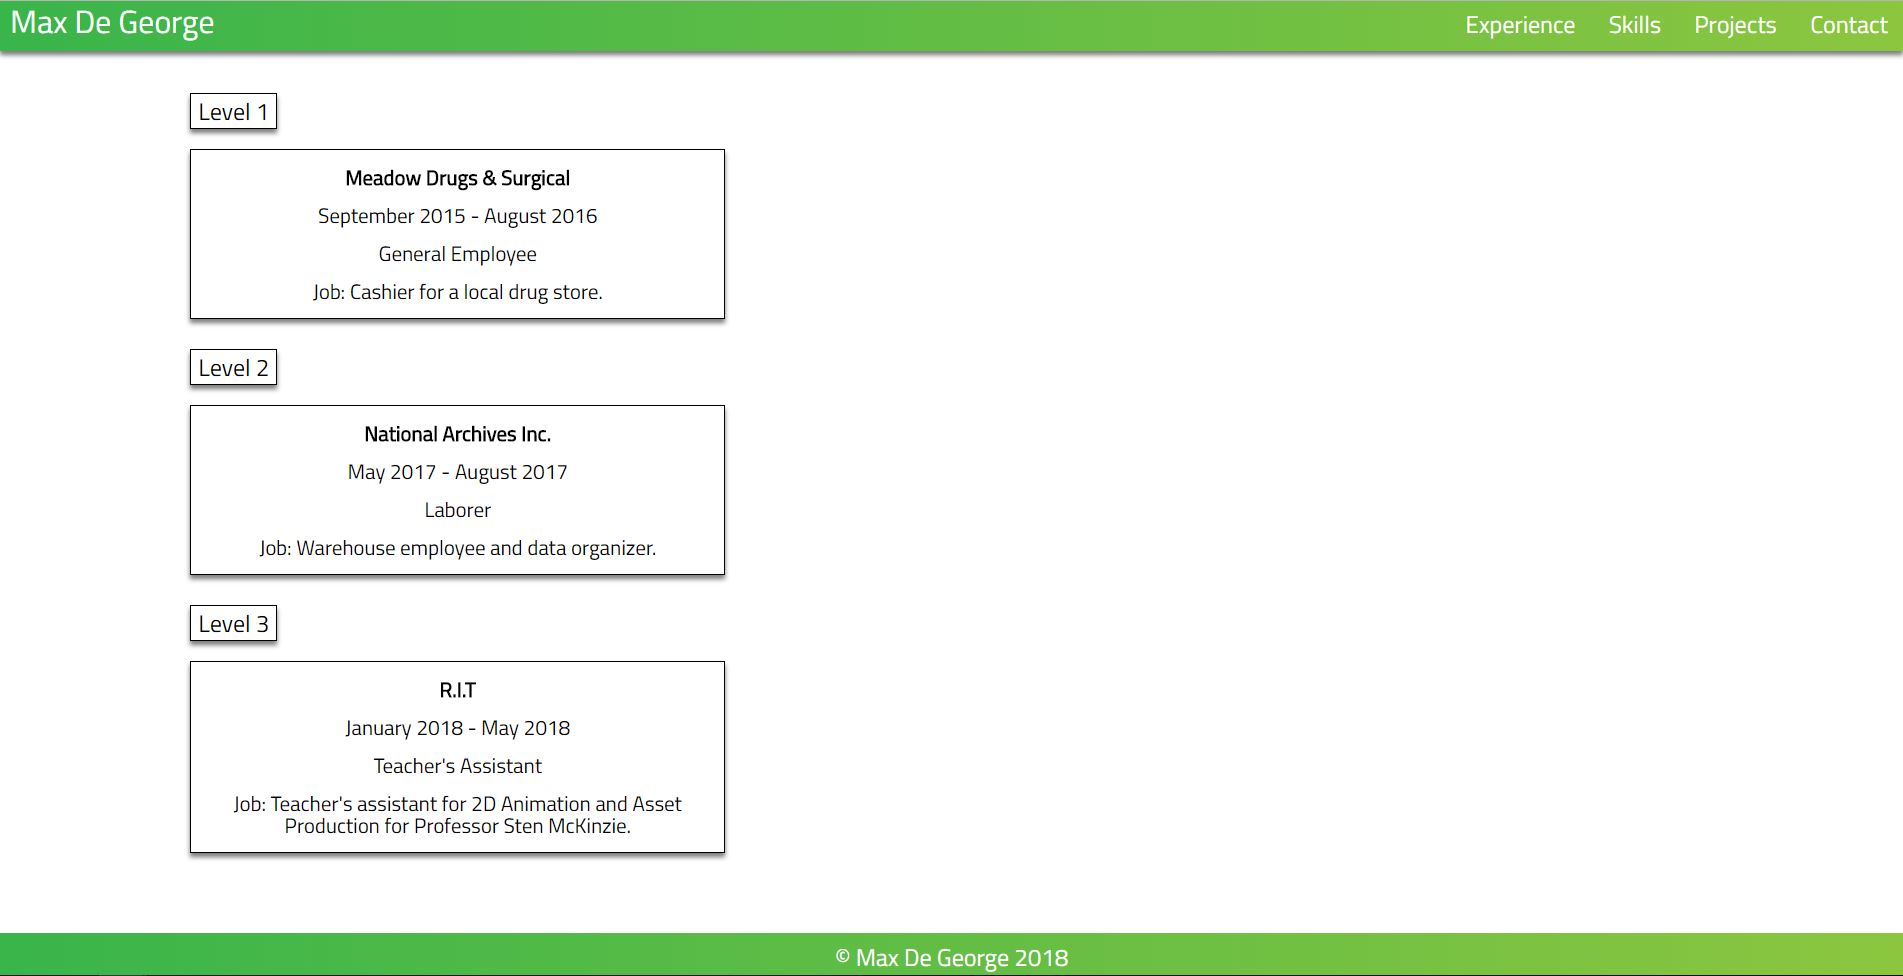 Max De George
Experience Skills Projects Contact
Level 1
Meadow Drugs & Surgical
September 2015 - August 2016
General Employee
Job: Cashier for a local drug store.
Level 2
National Archives Inc.
May 2017 - August 2017
Laborer
Job: Warehouse employee and data organizer.
Level 3
R.I.T
January 2018 - May 2018
Teacher's Assistant
Job: Teacher's assistant for 2D Animation and Asset
Production for Professor Sten McKinzie.
© Max De George 2018